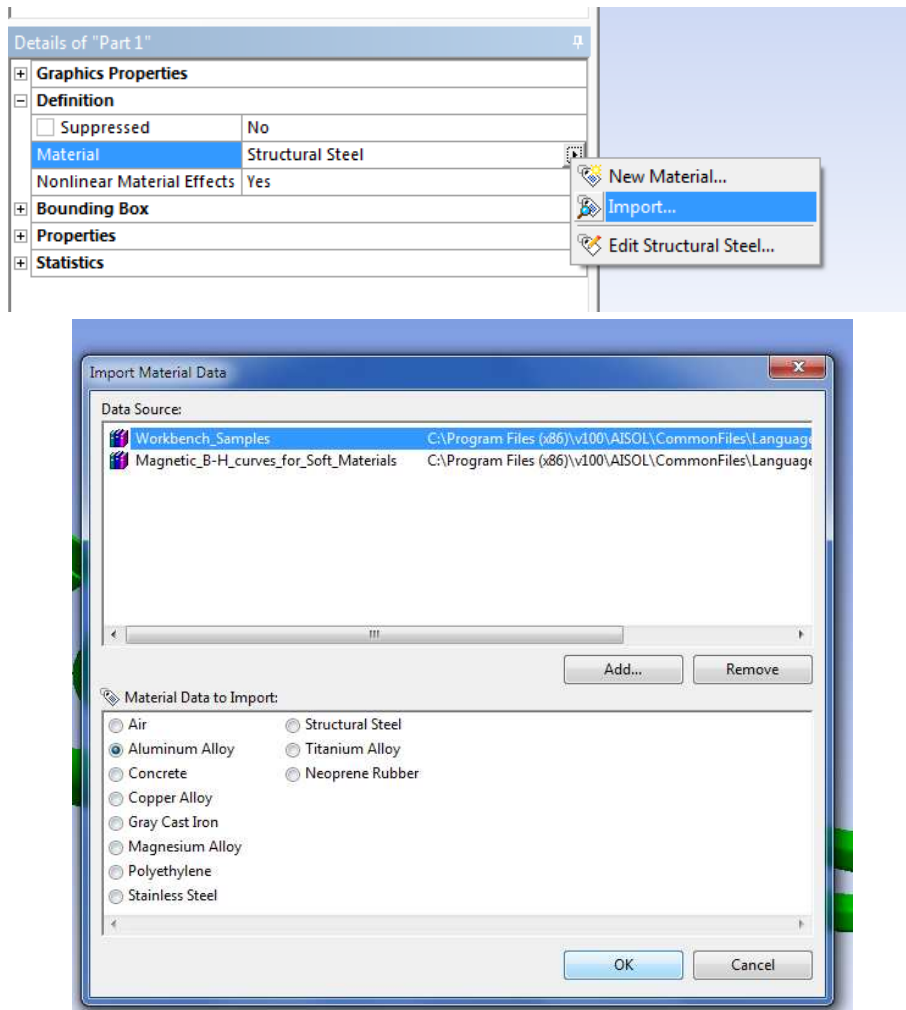 Details of "Part 1"
Graphics Properties
Definition
Suppressed No
Material Structural Steel
Nonlinear Material Effects Yes
Bounding Box
Properties
Statistics
New Material...
Import...
Edit Structural Steel...
Import Material Data
Data Source:
Workbench_Samples C:\Program Files (x86)\v100\AISOL\CommonFiles\Language
Magnetic_B-H_curves_for_Soft_Materials C:\Program Files (x86)\v100\AISOL\CommonFiles\Language
Add... Remove
Material Data to Import:
Air Structural Steel
Aluminum Alloy Titanium Alloy
Concrete Neoprene Rubber
Copper Alloy
Gray Cast Iron
Magnesium Alloy
Polyethylene
Stainless Steel
OK Cancel